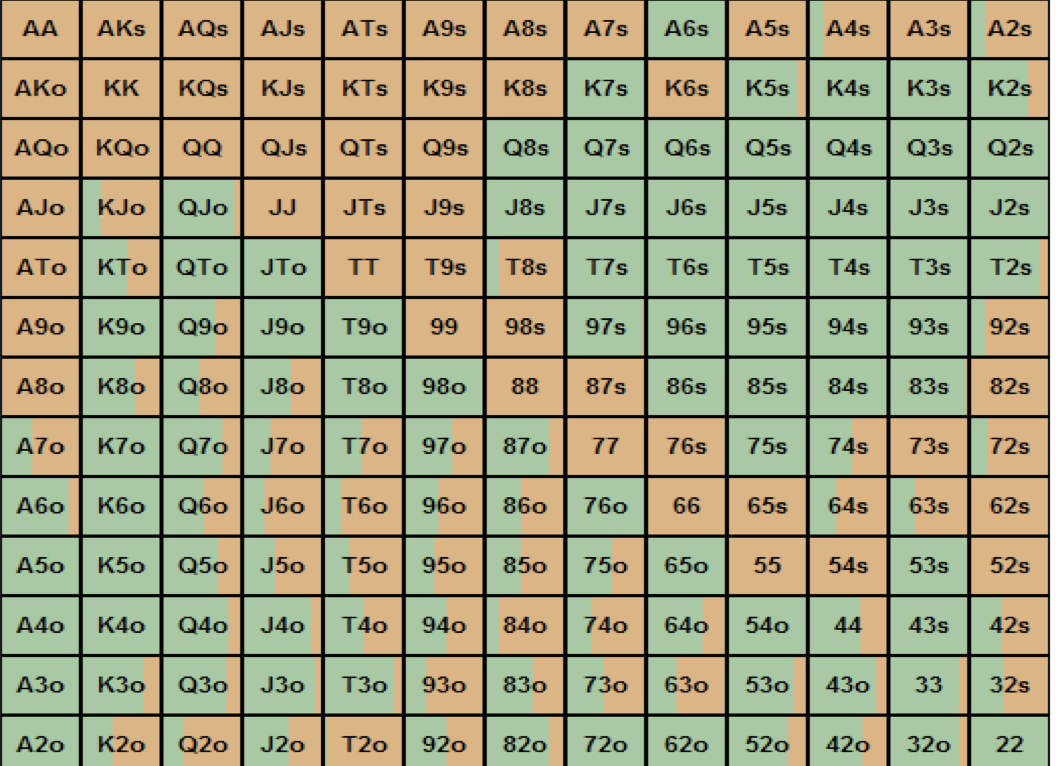 AA AKs AQs AJs ATs A9s A8s A7s A6s A5s A4s A3s A2s
AKo KK KQs KJs KTs K9s K8s K7s K6s K5s K4s K3s K2s
AQo KQo QQ QJs QTs Q9s Q8s Q7s Q6s Q5s Q4s Q3s Q2s
AJo KJo QJo JJ JTs J9s J8s J7s J6s J5s J4s J3s J2s
ATo KTo QTo JTo TT T9s T8s T7s T6s T5s T4s T3s T2s
A9o K9o Q9o J9o T9o 99 98s 97s 96s 95s 94s 93s 92s
A8o K8o Q8o J8o T8o 98o 88 87s 86s 85s 84s 83s 82s
A7o K7o Q7o J7o T7o 97o 87o 77 76s 75s 74s 73s 72s
A6o K6o Q6o J6o T6o 96o 86o 76o 66 65s 64s 63s 62s
A5o K5o Q5o J5o T5o 95o 85o 75o 65o 55 54s 53s 52s
A4o K4o Q4o J4o T4o 94o 84o 74o 64o 54o 44 43s 42s
A3o K3o Q3o J3o T3o 93o 83o 73o 63o 53o 43o 33 32s
A2o K2o Q2o J2o T2o 92o 82o 72o 62o 52o 42o 32o 22